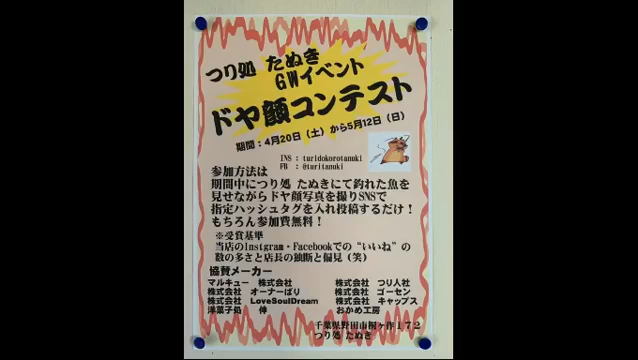 つり処 たぬき
GWイベント
ドヤ顔コンテスト
期間：4月20日（土）から5月12日（日）
INS : turidokorotanuki
FB : @turitanuki
参加方法は
期間中につり処 たぬきにて釣れた魚を
見せながらドヤ顔写真を撮りSNSで
指定ハッシュタグを入れ投稿するだけ！
もちろん参加費無料！
※受賞基準
当店のInstgram・Facebookでの“いいね”の
数の多さと店長の独断と偏見（笑）
協賛メーカー
マルキュー 株式会社 株式会社 つり人社
株式会社 オーナーばり 株式会社 ゴーセン
株式会社 LoveSoulDream 株式会社 キャップス
洋菓子処 伸 おかめ工房
千葉県野田市桐ヶ作172
つり処 たぬき